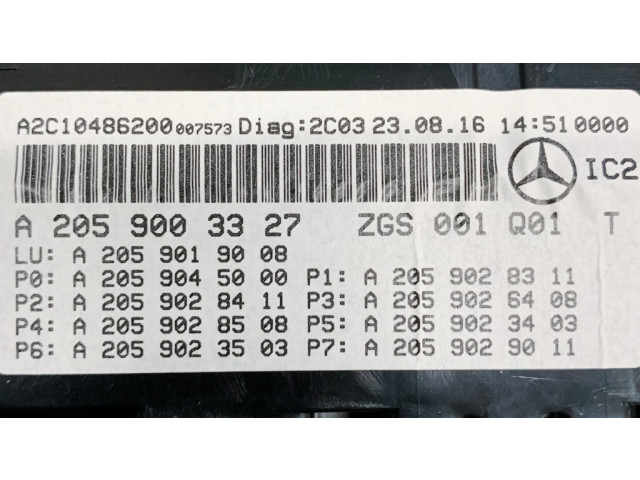 A2C10486200007573 Diag:2C03 23.08.16 14:510000
IC2
A 205 900 33 27 ZGS 001 Q01 T
LU: A 205 901 90 08
P0: A 205 904 50 00 P1: A 205 902 83 11
P2: A 205 902 84 11 P3: A 205 902 64 08
P4: A 205 902 85 08 P5: A 205 902 34 03
P6: A 205 902 35 03 P7: A 205 902 90 11